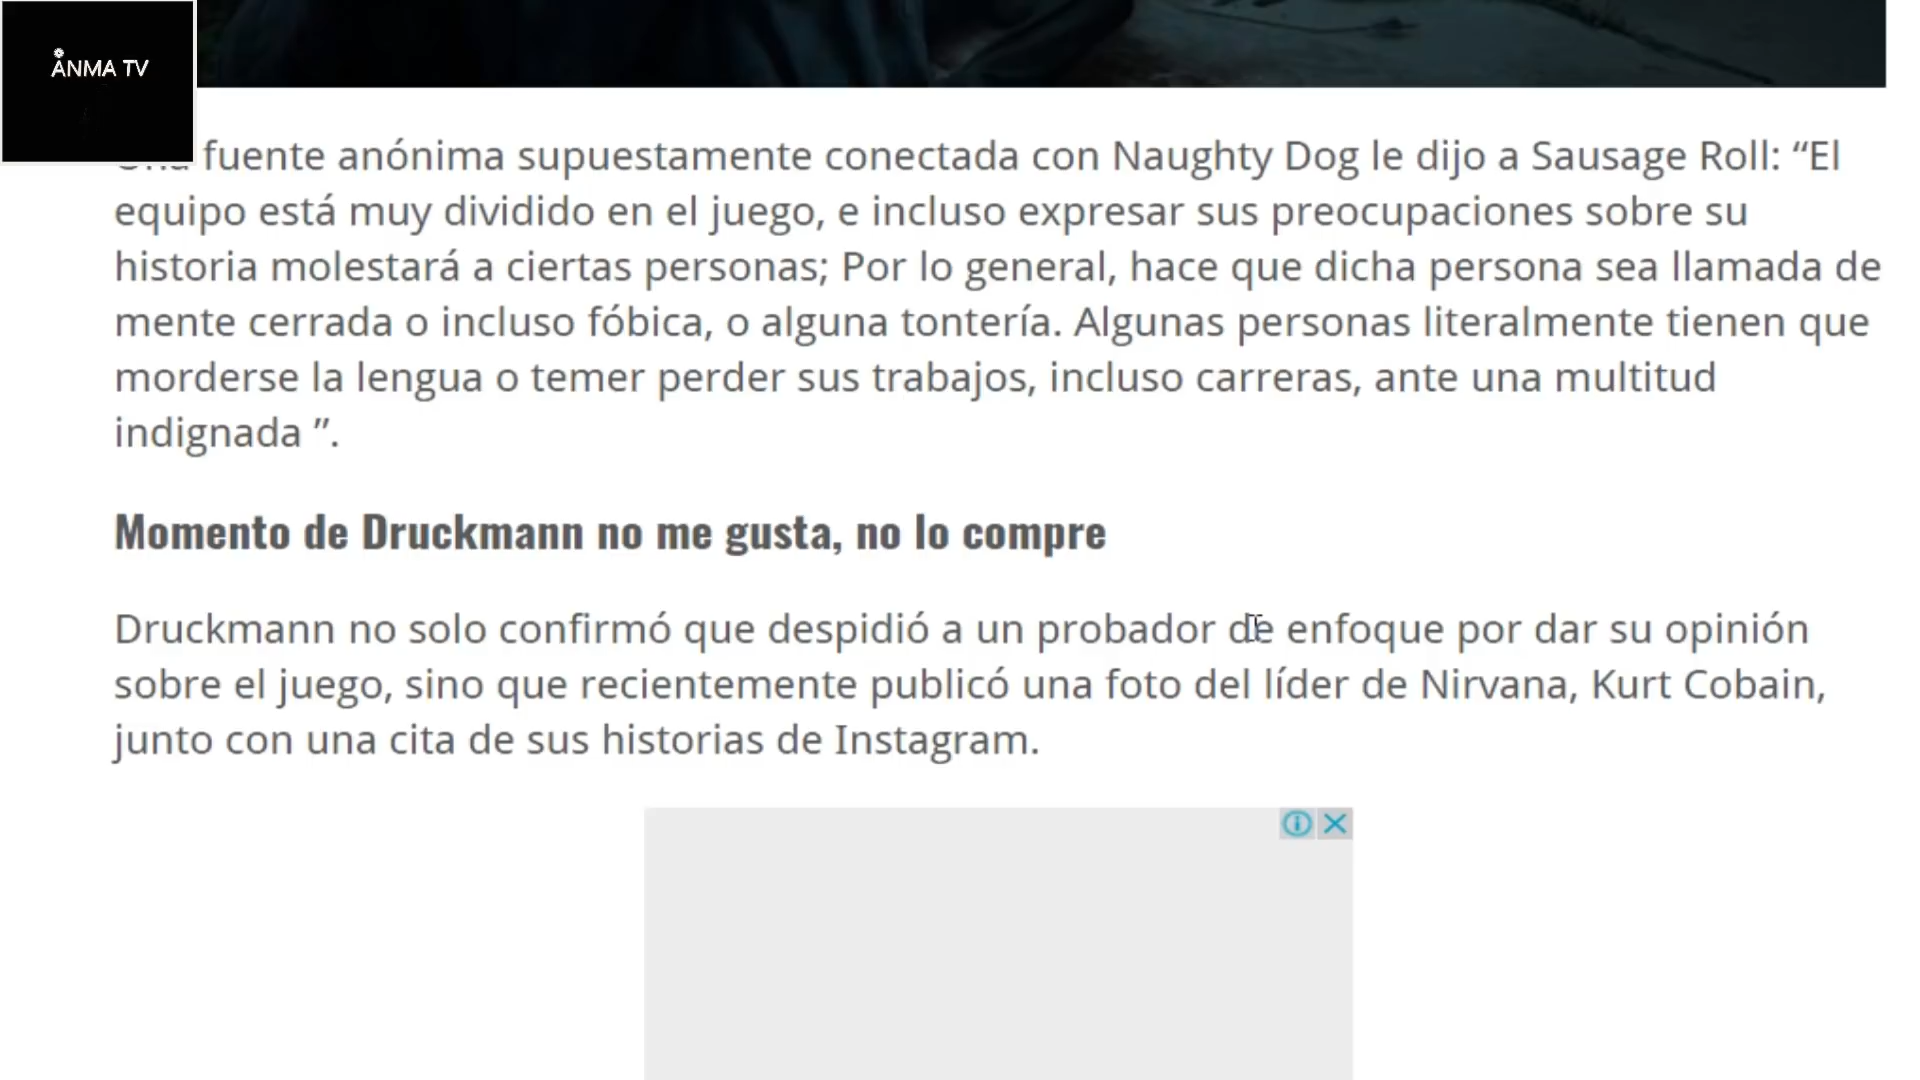 ANMA TV
fuente anónima supuestamente conectada con Naughty Dog le dijo a Sausage Roll: “El
equipo está muy dividido en el juego, e incluso expresar sus preocupaciones sobre su
historia molestará a ciertas personas; Por lo general, hace que dicha persona sea llamada de
mente cerrada o incluso fóbica, o alguna tontería. Algunas personas literalmente tienen que
morderse la lengua o temer perder sus trabajos, incluso carreras, ante una multitud
indignada ”.
Momento de Druckmann no me gusta, no lo compre
Druckmann no solo confirmó que despidió a un probador de enfoque por dar su opinión
sobre el juego, sino que recientemente publicó una foto del líder de Nirvana, Kurt Cobain,
junto con una cita de sus historias de Instagram.